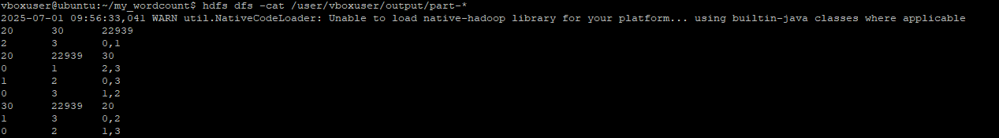 vboxuser@ubuntu:~/my_wordcount$ hdfs dfs -cat /user/vboxuser/output/part-*
2025-07-01 09:56:33,041 WARN util.NativeCodeLoader: Unable to load native-hadoop library for your platform... using builtin-java classes where applicable
20	30	22939
2	3	0,1
20	22939	30
0	1	2,3
1	2	0,3
0	3	1,2
30	22939	20
1	3	0,2
0	2	1,3